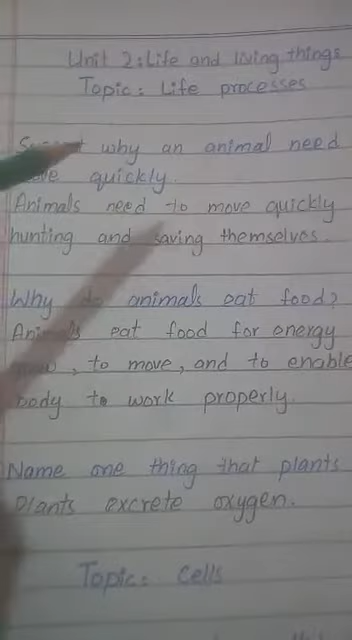 Unit 2: Life and living things
Topic: Life processes
why an animal need
quickly.
Animals need to move quickly
hunting and saving themselves.
Why do animals eat food?
Animals eat food for energy
, to move, and to enable
body to work properly.
Name one thing that plants
Plants excrete oxygen.
Topic: Cells